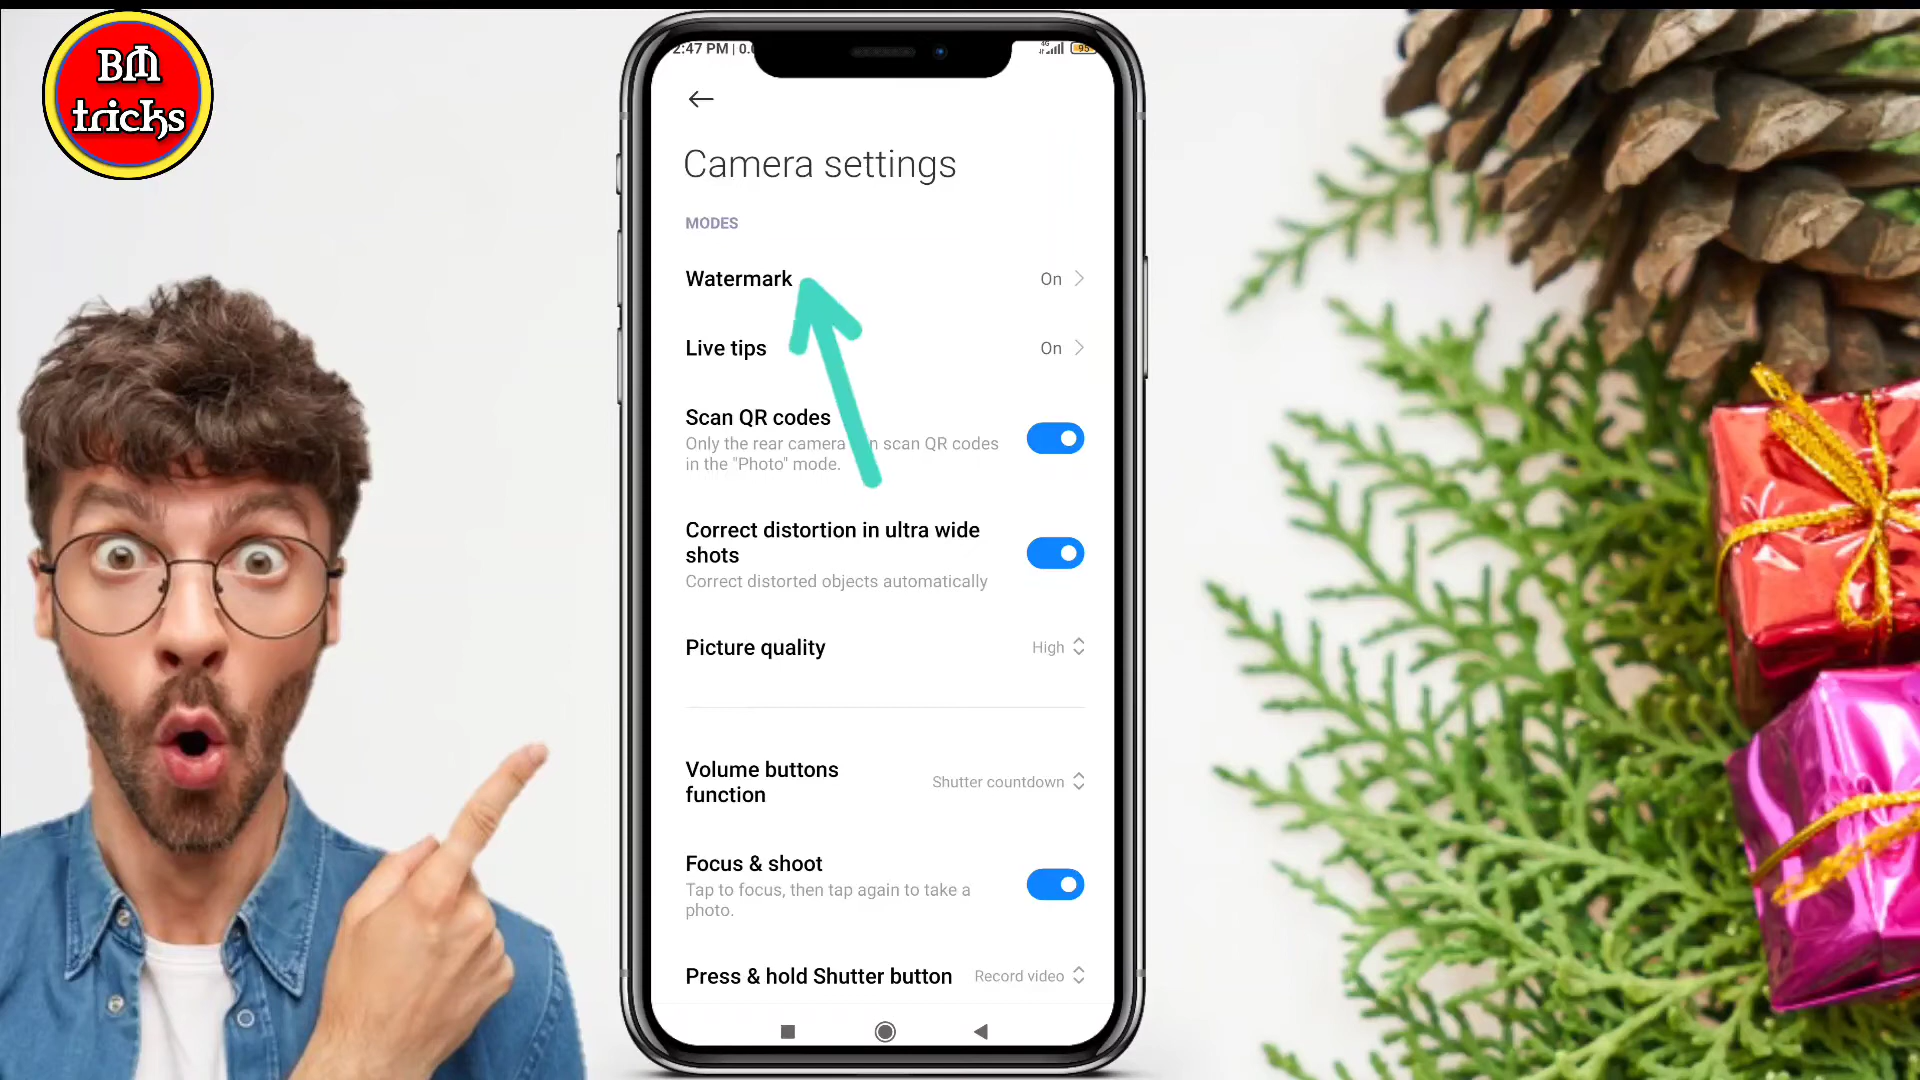 BM
tricks
2:47 PM | 0.
4G
95
Camera settings
MODES
Watermark On
Live tips On
Scan QR codes
Only the rear camera n scan QR codes
in the "Photo" mode.
Correct distortion in ultra wide
shots
Correct distorted objects automatically
Picture quality High
Volume buttons
function Shutter countdown
Focus & shoot
Tap to focus, then tap again to take a
photo.
Press & hold Shutter button Record video